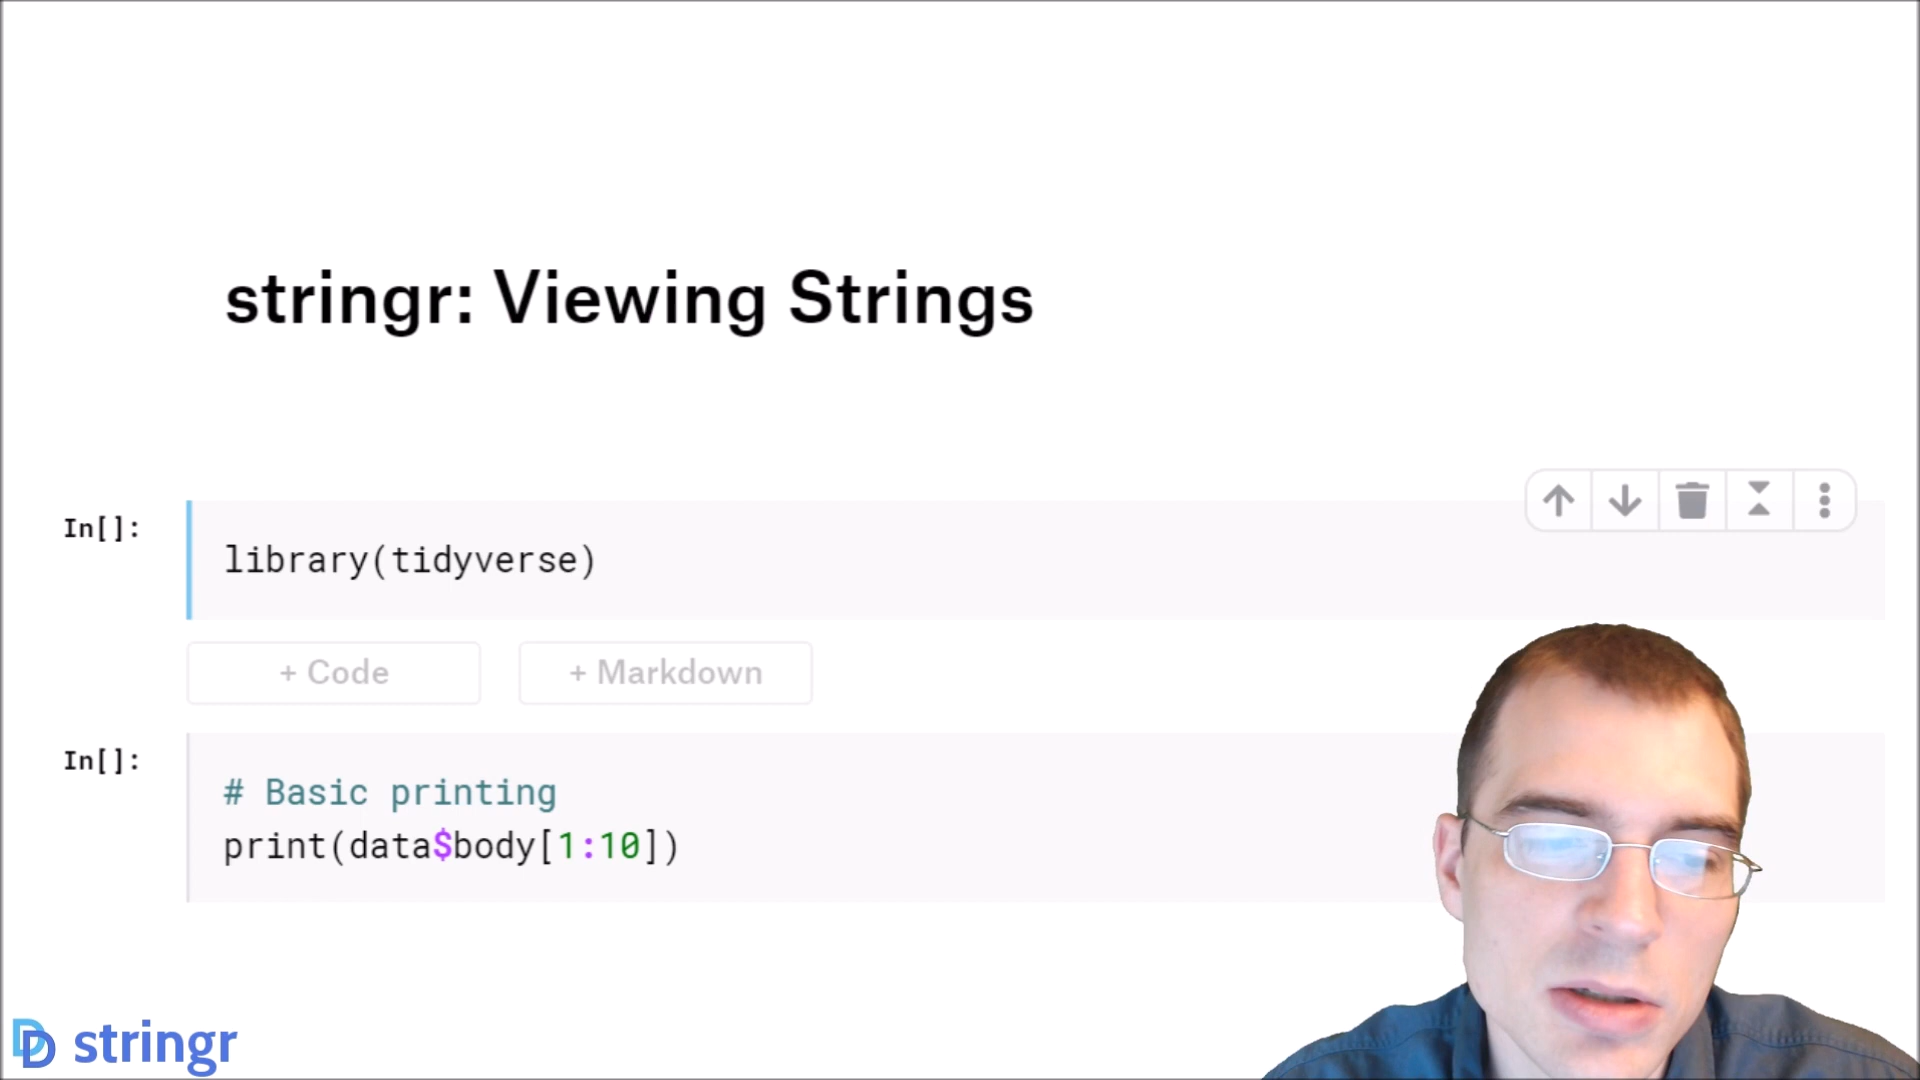 stringr: Viewing Strings
In[]:
library(tidyverse)
+ Code
+ Markdown
In[]:
# Basic printing
print(data$body[1:10])
stringr